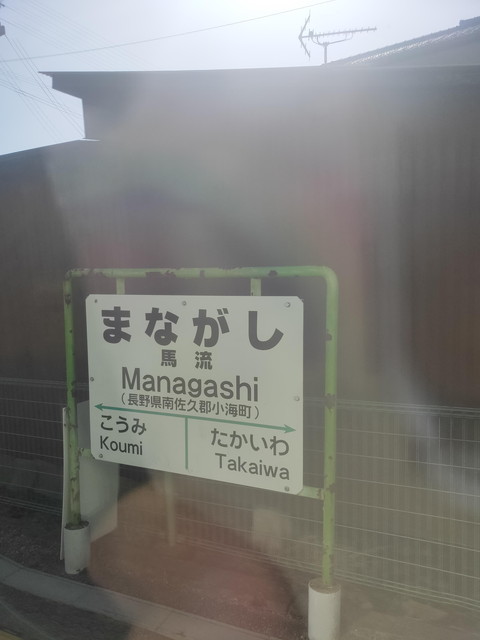 まながし
馬流
Managashi
（長野県南佐久郡小海町）
こうみ
Koumi
たかいわ
Takaiwa